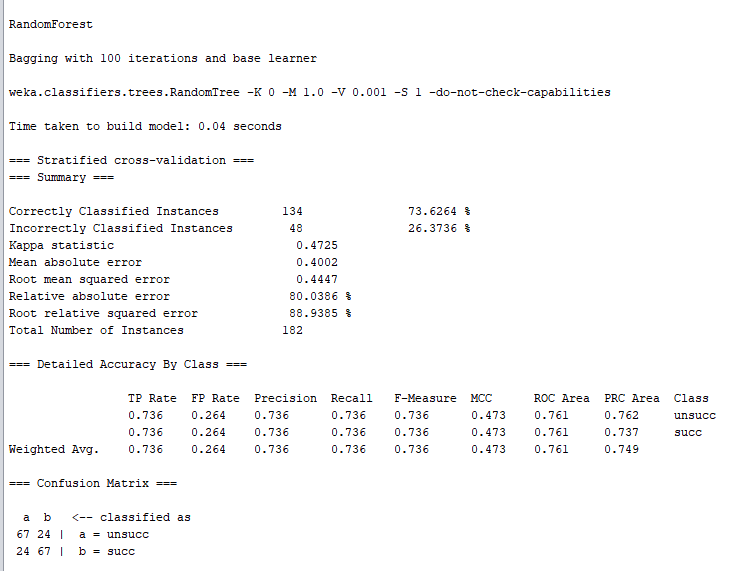 RandomForest
Bagging with 100 iterations and base learner
weka.classifiers.trees.RandomTree -K 0 -M 1.0 -V 0.001 -S 1 -do-not-check-capabilities
Time taken to build model: 0.04 seconds
=== Stratified cross-validation ===
=== Summary ===
Correctly Classified Instances 134 73.6264 %
Incorrectly Classified Instances 48 26.3736 %
Kappa statistic 0.4725
Mean absolute error 0.4002
Root mean squared error 0.4447
Relative absolute error 80.0386 %
Root relative squared error 88.9385 %
Total Number of Instances 182
=== Detailed Accuracy By Class ===
TP Rate FP Rate Precision Recall F-Measure MCC ROC Area PRC Area Class
0.736 0.264 0.736 0.736 0.736 0.473 0.761 0.762 unsucc
0.736 0.264 0.736 0.736 0.736 0.473 0.761 0.737 succ
Weighted Avg. 0.736 0.264 0.736 0.736 0.736 0.473 0.761 0.749
=== Confusion Matrix ===
a b <-- classified as
67 24 | a = unsucc
24 67 | b = succ